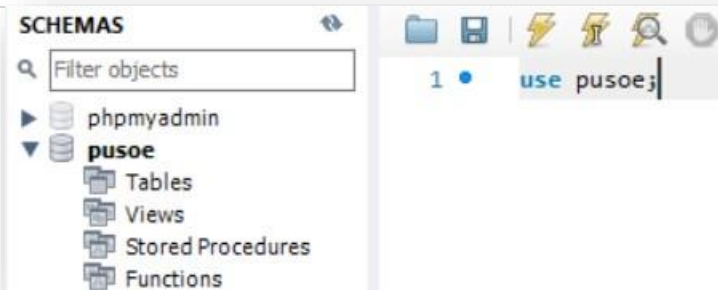 SCHEMAS
Filter objects
phpmyadmin
pusoe
Tables
Views
Stored Procedures
Functions
1
use pusoe;